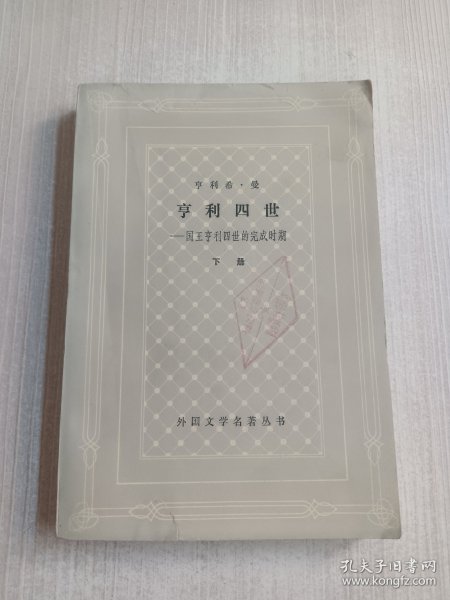 亨利希·曼
亨利四世
——国王亨利四世的完成时期
下册
外国文学名著丛书
孔夫子旧书网
www.kongfz.com